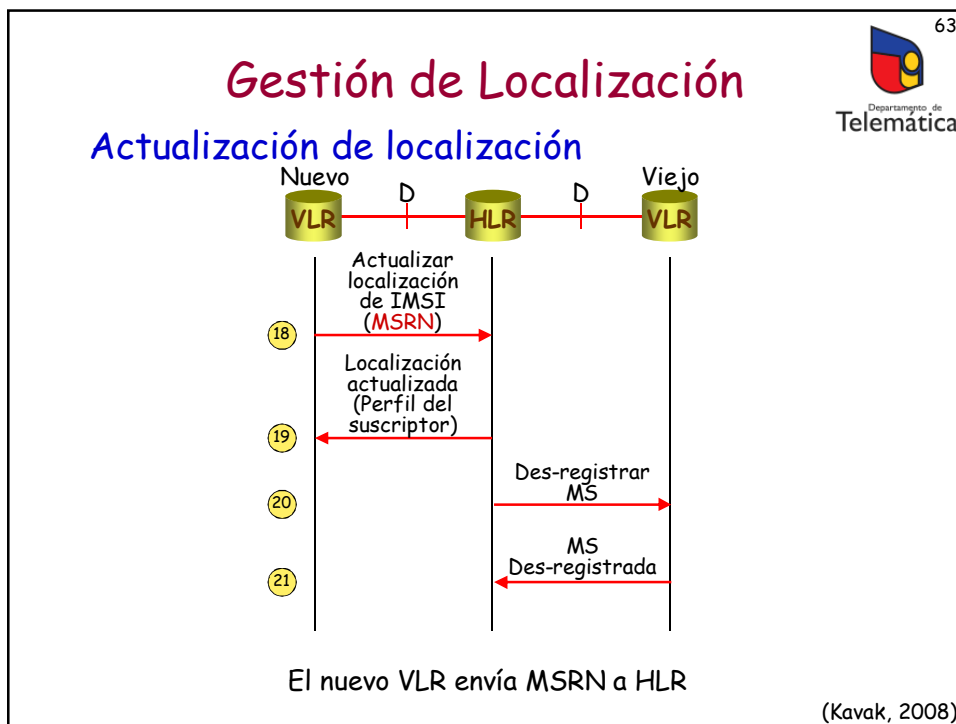 63
Gestión de Localización
Departamento de
Telemática
Actualización de localización
Nuevo
D
D
Viejo
VLR
HLR
VLR
Actualizar
localización
de IMSI
(MSRN)
18
Localización
actualizada
(Perfil del
suscriptor)
19
Des-registrar
MS
20
MS
Des-registrada
21
El nuevo VLR envía MSRN a HLR
(Kavak, 2008)